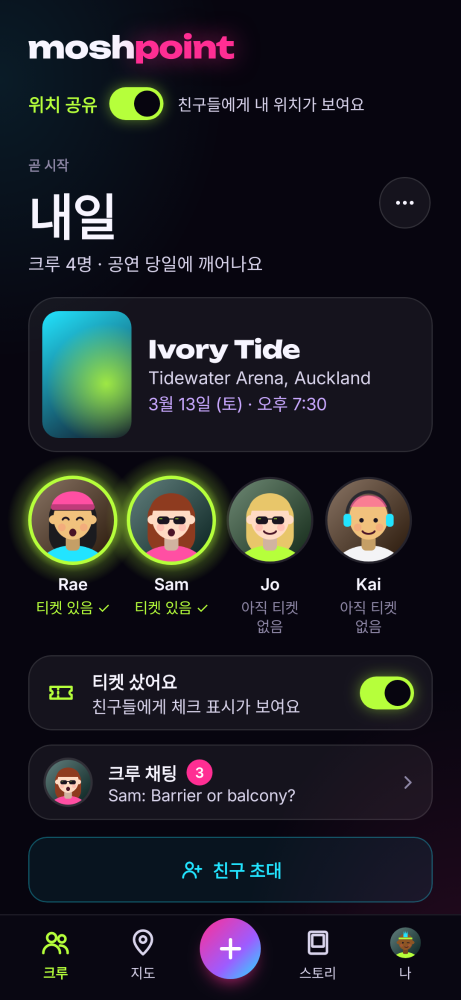 moshpoint
위치 공유
친구들에게 내 위치가 보여요
곧 시작
내일
크루 4명 · 공연 당일에 깨어나요
Ivory Tide
Tidewater Arena, Auckland
3월 13일 (토) · 오후 7:30
Rae
티켓 있음 ✓
Sam
티켓 있음 ✓
Jo
아직 티켓
없음
Kai
아직 티켓
없음
티켓 샀어요
친구들에게 체크 표시가 보여요
크루 채팅 3
Sam: Barrier or balcony?
친구 초대
크루
지도
스토리
나